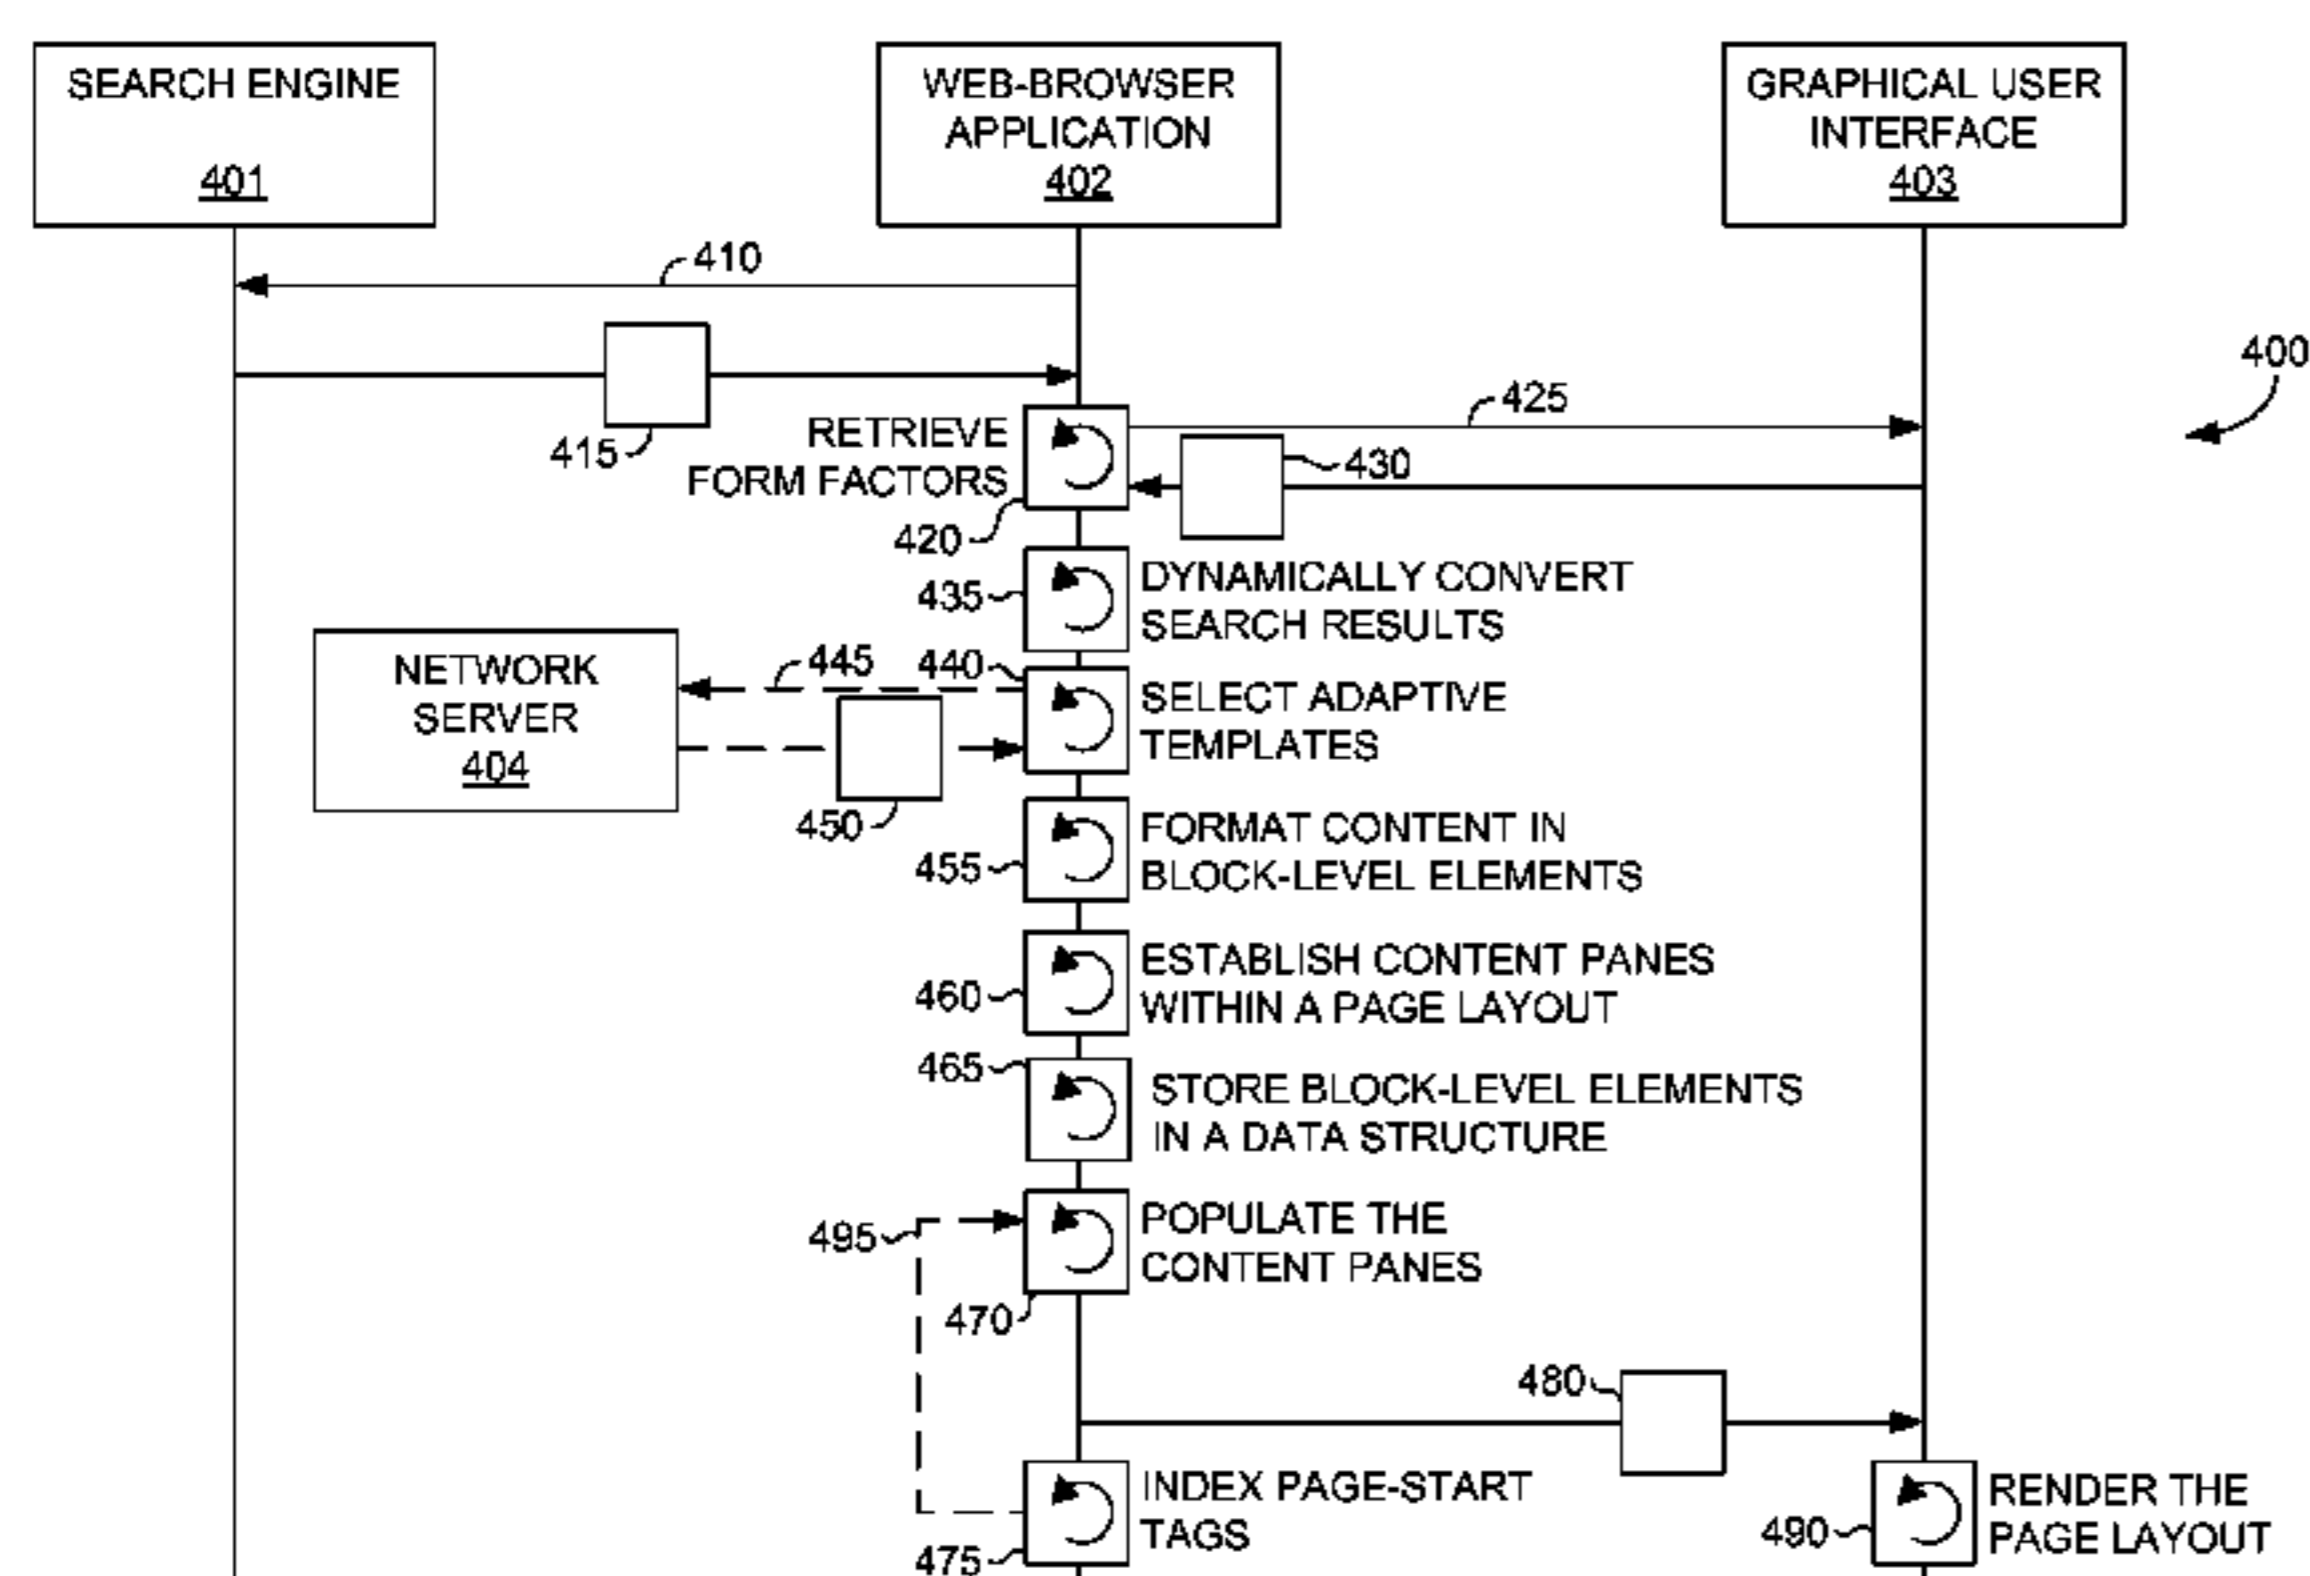 SEARCH ENGINE
401
WEB-BROWSER
APPLICATION
402
GRAPHICAL USER
INTERFACE
403
410
415
400
425
RETRIEVE
FORM FACTORS
420
430
435
DYNAMICALLY CONVERT
SEARCH RESULTS
NETWORK
SERVER
404
445
440
SELECT ADAPTIVE
TEMPLATES
450
455
FORMAT CONTENT IN
BLOCK-LEVEL ELEMENTS
460
ESTABLISH CONTENT PANES
WITHIN A PAGE LAYOUT
465
STORE BLOCK-LEVEL ELEMENTS
IN A DATA STRUCTURE
495
POPULATE THE
CONTENT PANES
470
480
INDEX PAGE-START
TAGS
475
490
RENDER THE
PAGE LAYOUT